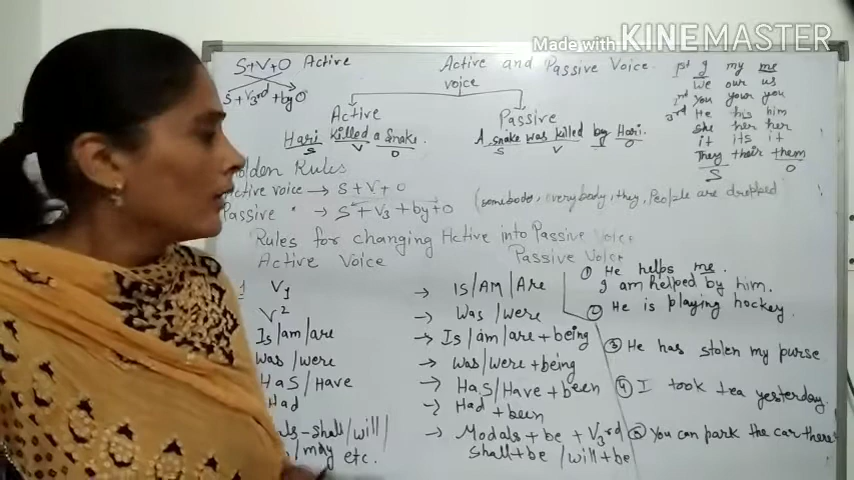 Made with KINEMASTER
S+V+O Active
S + V3rd + by O
Active and Passive Voice.
voice
Active
Passive
Hari killed a Snake.
S V O
A snake was killed by Hari.
S V O
1st I my me
We our us
You your you
3rd He his him
she her her
it its it
They their them
S O
Rules
Active voice → S+V+O
Passive " → S + V3 + by + O
(somebody, everybody, they, People are dropped
Rules for changing Active into Passive Voice
Active Voice
Passive Voice
V1 → Is/AM/Are
V2 → Was/Were
Is/am/are → Is/am/are + being
Was/were → Was/Were + being
Has/Have → Has/Have + been
Had → Had + been
shall/will/ → Modals + be + V3rd
/may etc. shall+be /will+be
① He helps me.
I am helped by him.
② He is playing hockey.
③ He has stolen my purse
④ I took tea yesterday.
⑤ You can park the car there